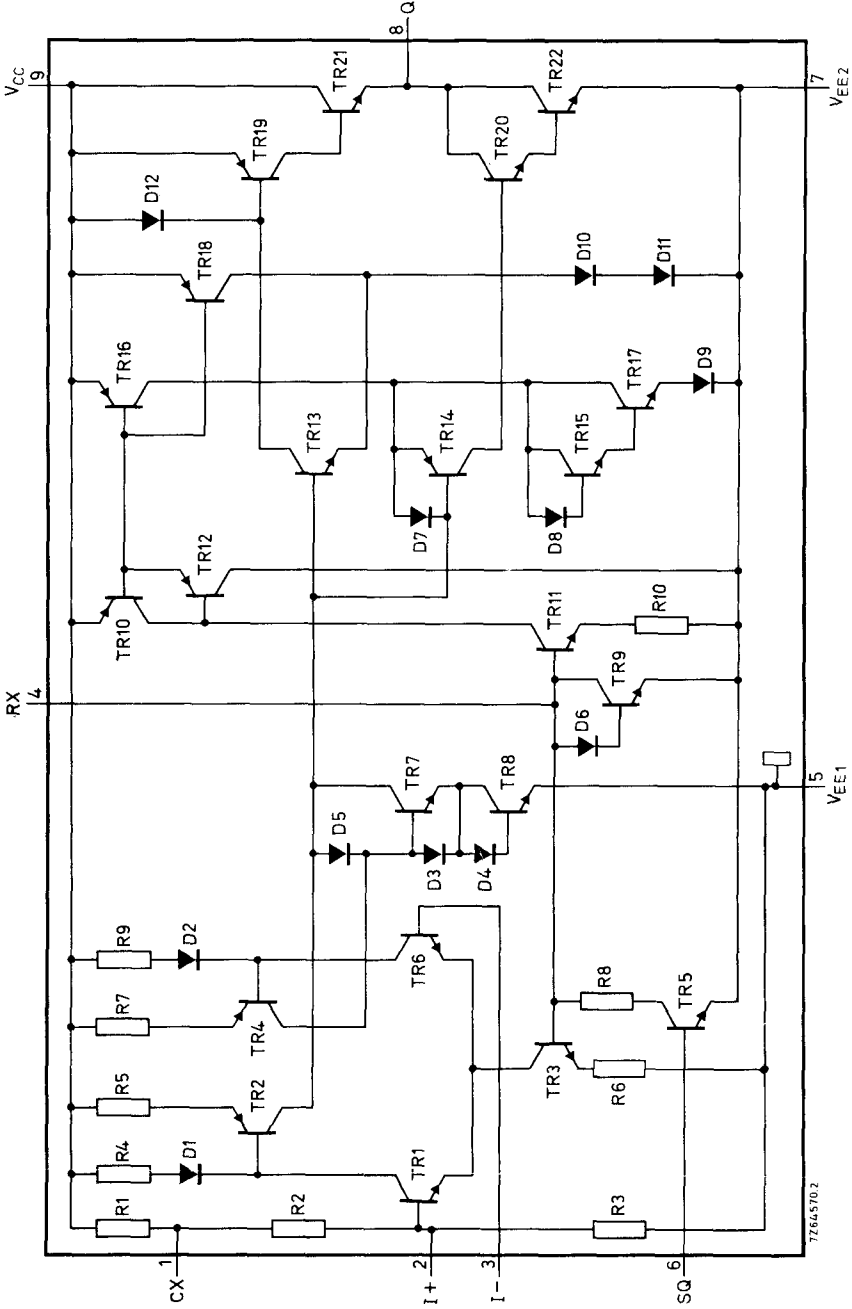 Q
8
VCC
9
7
VEE2
TR21
TR22
TR19
TR20
D12
TR18
D10
D11
TR16
TR17
D9
TR13
TR14
TR15
D7
D8
TR12
TR10
TR11
R10
RX
4
TR9
D6
TR7
TR8
D5
D3
D4
5
VEE1
R9
D2
R7
TR4
TR6
R8
TR5
R5
TR2
TR3
R6
R4
D1
TR1
R1
R2
R3
1
CX
2
I+
3
I-
6
SQ
7Z64570.2